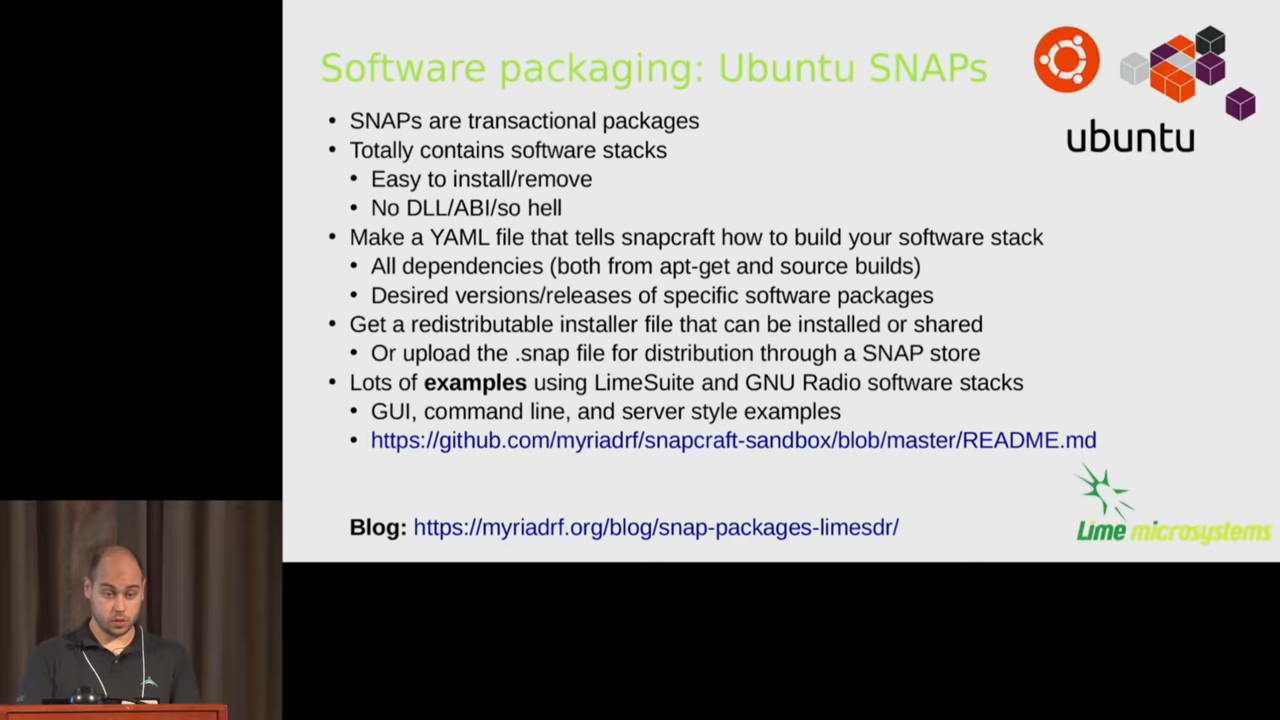 Software packaging: Ubuntu SNAPs
ubuntu
• SNAPs are transactional packages
• Totally contains software stacks
• Easy to install/remove
• No DLL/ABI/so hell
• Make a YAML file that tells snapcraft how to build your software stack
• All dependencies (both from apt-get and source builds)
• Desired versions/releases of specific software packages
• Get a redistributable installer file that can be installed or shared
• Or upload the .snap file for distribution through a SNAP store
• Lots of examples using LimeSuite and GNU Radio software stacks
• GUI, command line, and server style examples
• https://github.com/myriadrf/snapcraft-sandbox/blob/master/README.md
Blog: https://myriadrf.org/blog/snap-packages-limesdr/
Lime microsystems